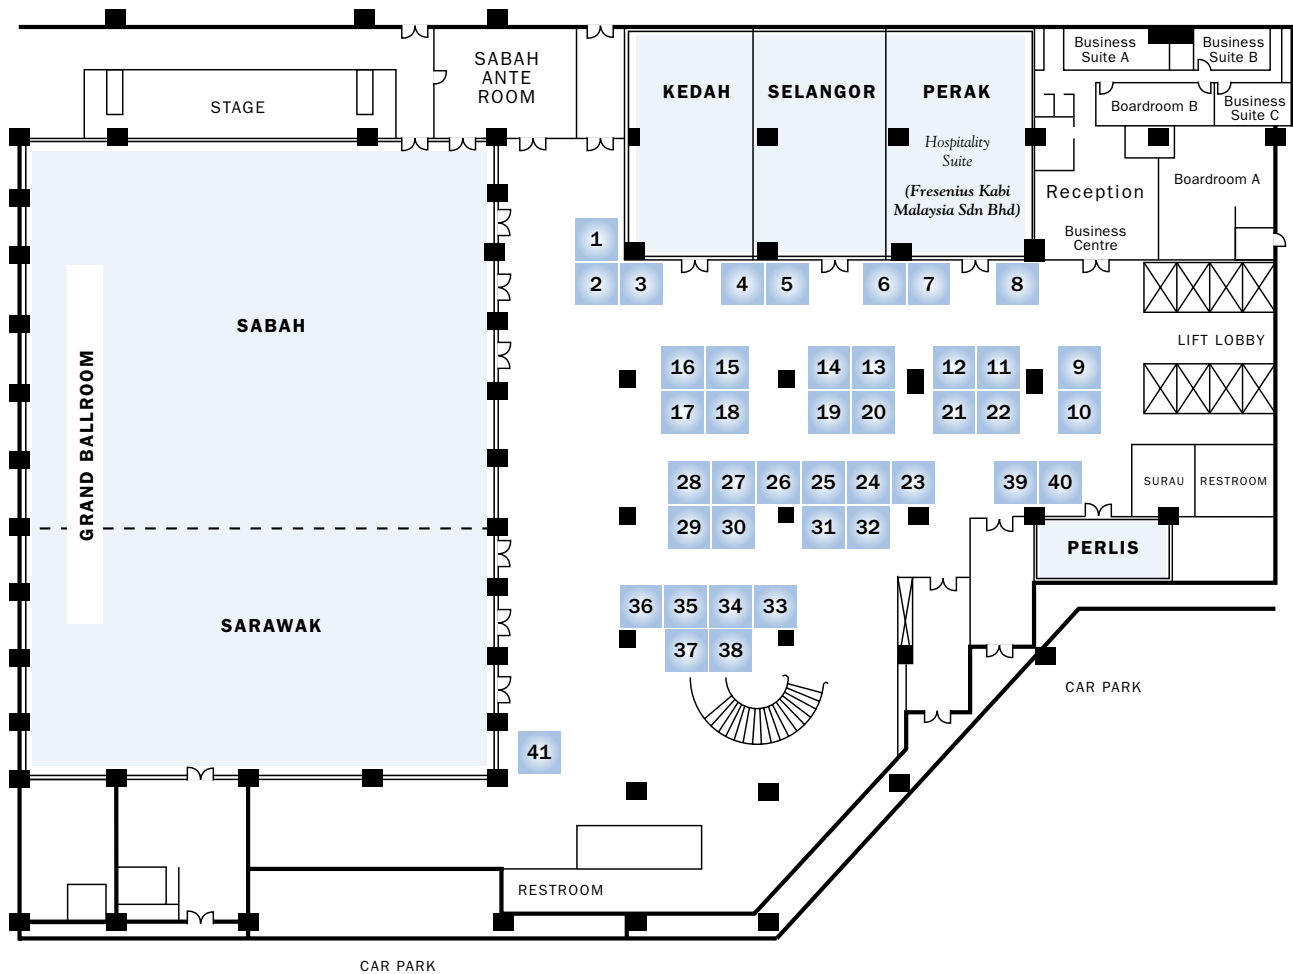 SABAH
ANTE
ROOM
STAGE
KEDAH
SELANGOR
PERAK
Hospitality
Suite
(Fresenius Kabi
Malaysia Sdn Bhd)
Business
Suite A
Business
Suite B
Boardroom B
Business
Suite C
Boardroom A
Reception
Business
Centre
1
2 3 4 5 6 7 8
SABAH
LIFT LOBBY
16 15 14 13 12 11 9
17 18 19 20 21 22 10
GRAND BALLROOM
28 27 26 25 24 23 39 40
SURAU RESTROOM
29 30 31 32
PERLIS
36 35 34 33
SARAWAK
37 38
CAR PARK
41
RESTROOM
CAR PARK